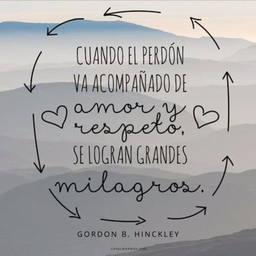 CUANDO EL PERDÓN
VA ACOMPAÑADO DE
amor y
respeto,
SE LOGRAN GRANDES
milagros.
GORDON B. HINCKLEY